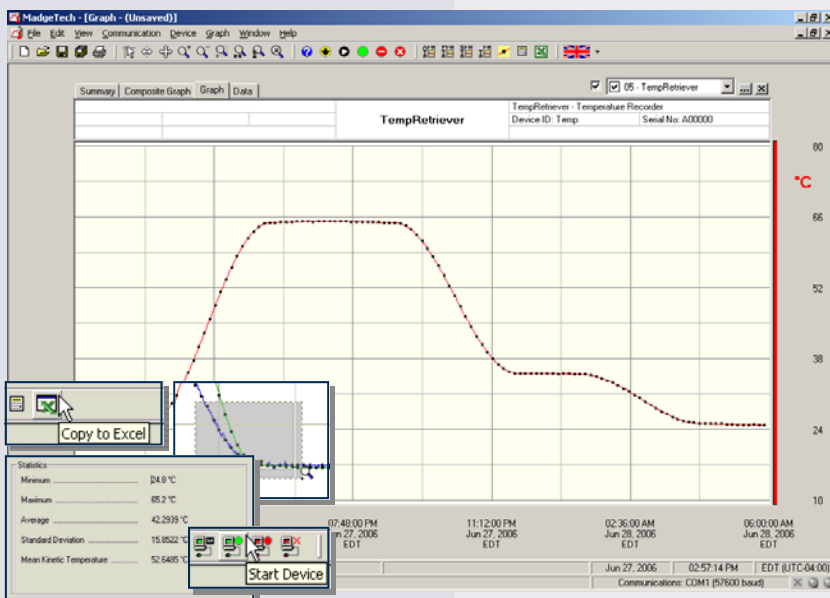 MadgeTech - [Graph - (Unsaved)]
File Edit View Communication Device Graph Window Help
Summary Composite Graph Graph Data
05 - TempRetriever
TempRetriever
TempRetriever - Temperature Recorder
Device ID: Temp Serial No: A00000
80
°C
66
52
38
24
10
Copy to Excel
Statistics
Minimum 24.8 °C
Maximum 65.2 °C
Average 42.2939 °C
Standard Deviation 15.8522 °C
Mean Kinetic Temperature 52.6485 °C
Start Device
07:48:00 PM
Jun 27, 2006
EDT
11:12:00 PM
Jun 27, 2006
EDT
02:36:00 AM
Jun 28, 2006
EDT
06:00:00 AM
Jun 28, 2006
EDT
Jun 27, 2006 02:57:14 PM EDT (UTC-04:00)
Communications: COM1 (57600 baud)